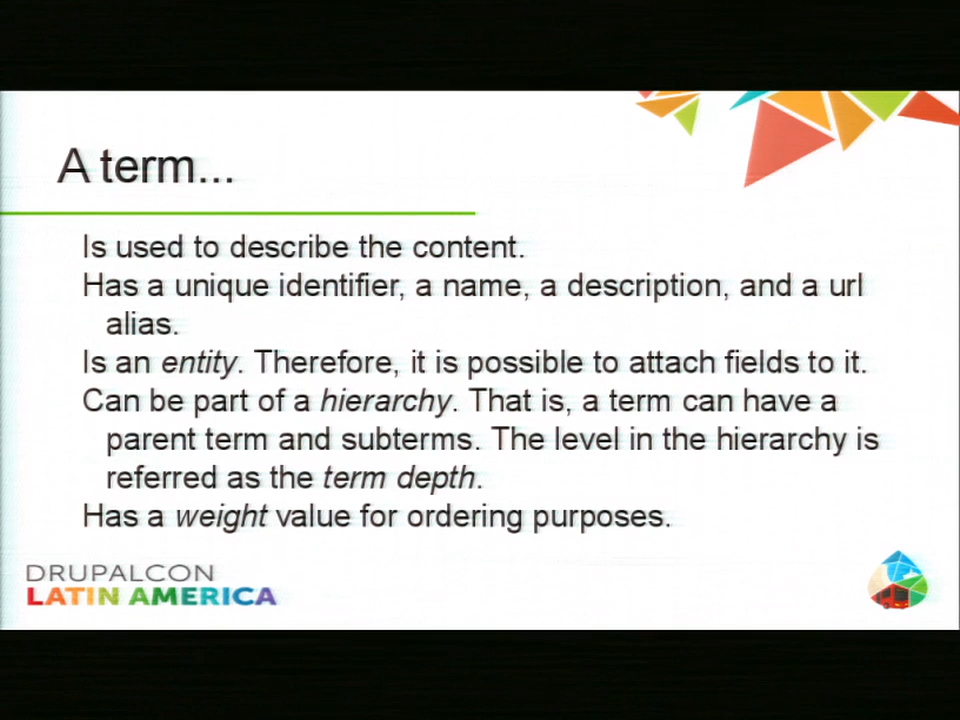 A term...
Is used to describe the content.
Has a unique identifier, a name, a description, and a url
alias.
Is an entity. Therefore, it is possible to attach fields to it.
Can be part of a hierarchy. That is, a term can have a
parent term and subterms. The level in the hierarchy is
referred as the term depth.
Has a weight value for ordering purposes.
DRUPALCON
LATIN AMERICA